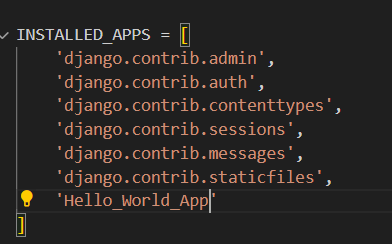 INSTALLED_APPS = [
'django.contrib.admin',
'django.contrib.auth',
'django.contrib.contenttypes',
'django.contrib.sessions',
'django.contrib.messages',
'django.contrib.staticfiles',
'Hello_World_App'
]